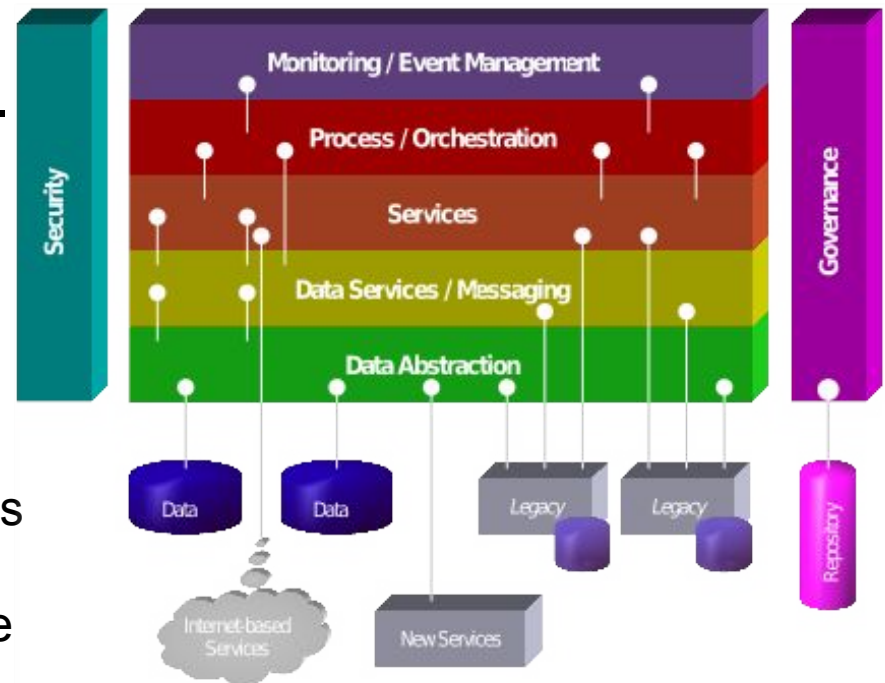 Security
Monitoring / Event Management
Process / Orchestration
Services
Data Services / Messaging
Data Abstraction
Governance
Data
Data
Legacy
Legacy
Repository
Internet-based
Services
New Services
.
s
e